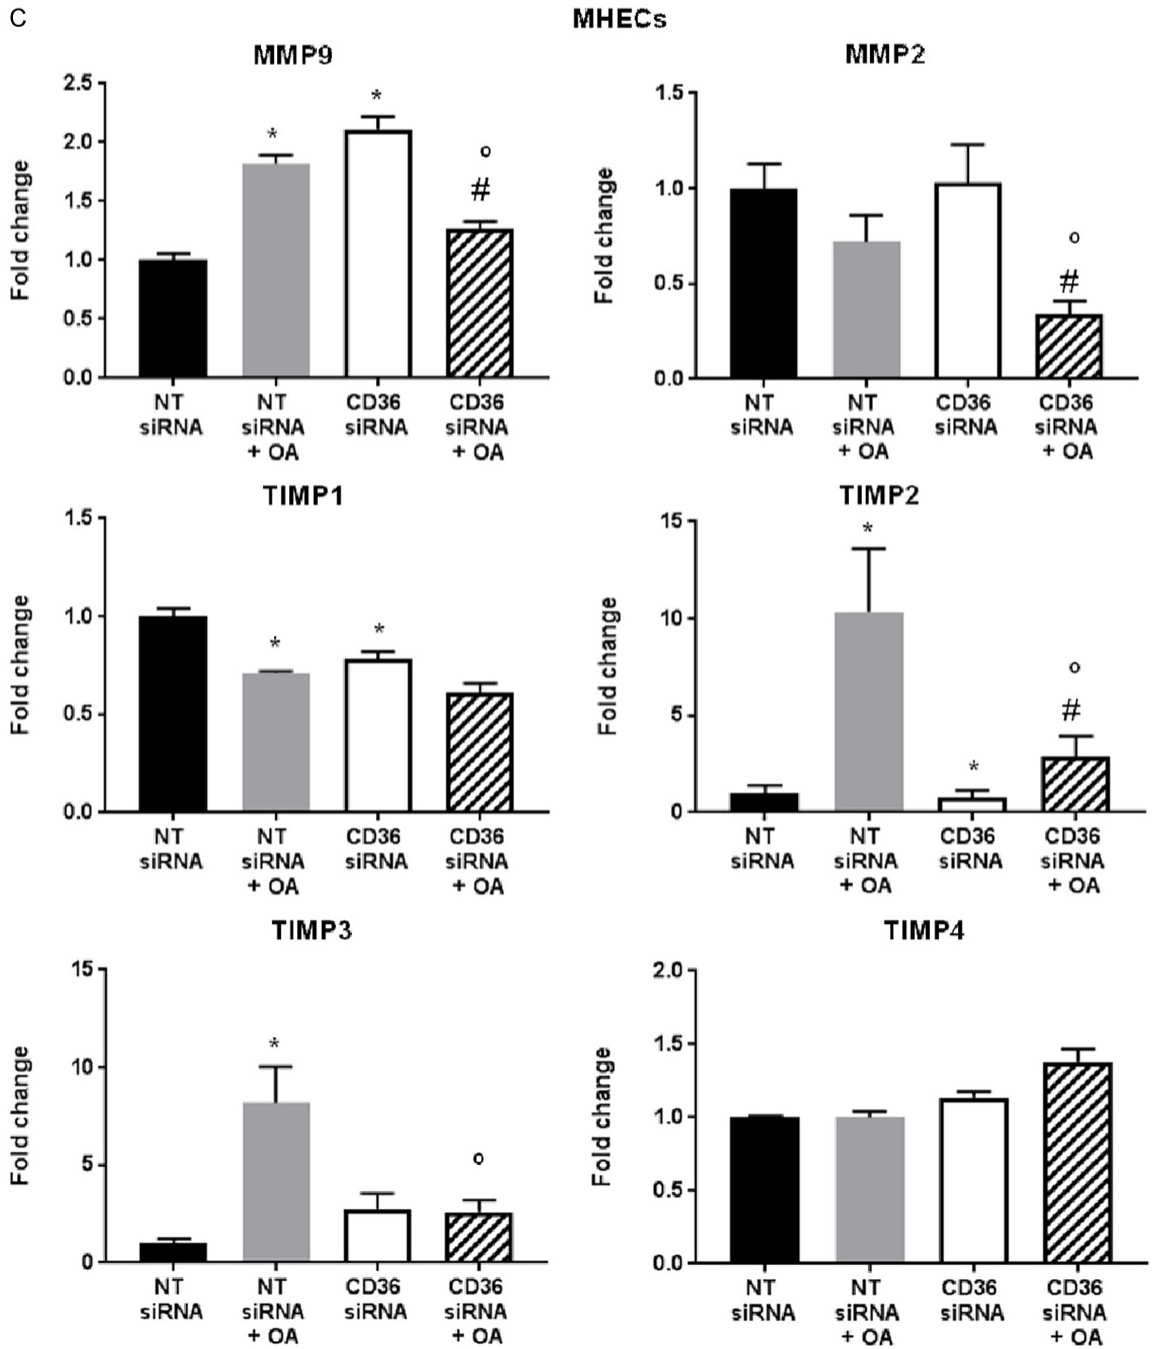 C
MHECs
MMP9
2.5
2.0
1.5
1.0
0.5
0.0
Fold change
*
*
°
#
NT
siRNA
NT
siRNA
+ OA
CD36
siRNA
CD36
siRNA
+ OA
MMP2
1.5
1.0
0.5
0.0
Fold change
°
#
NT
siRNA
NT
siRNA
+ OA
CD36
siRNA
CD36
siRNA
+ OA
TIMP1
1.5
1.0
0.5
0.0
Fold change
*
*
NT
siRNA
NT
siRNA
+ OA
CD36
siRNA
CD36
siRNA
+ OA
TIMP2
15
10
5
0
Fold change
*
*
°
#
NT
siRNA
NT
siRNA
+ OA
CD36
siRNA
CD36
siRNA
+ OA
TIMP3
15
10
5
0
Fold change
*
°
NT
siRNA
NT
siRNA
+ OA
CD36
siRNA
CD36
siRNA
+ OA
TIMP4
2.0
1.5
1.0
0.5
0.0
Fold change
NT
siRNA
NT
siRNA
+ OA
CD36
siRNA
CD36
siRNA
+ OA